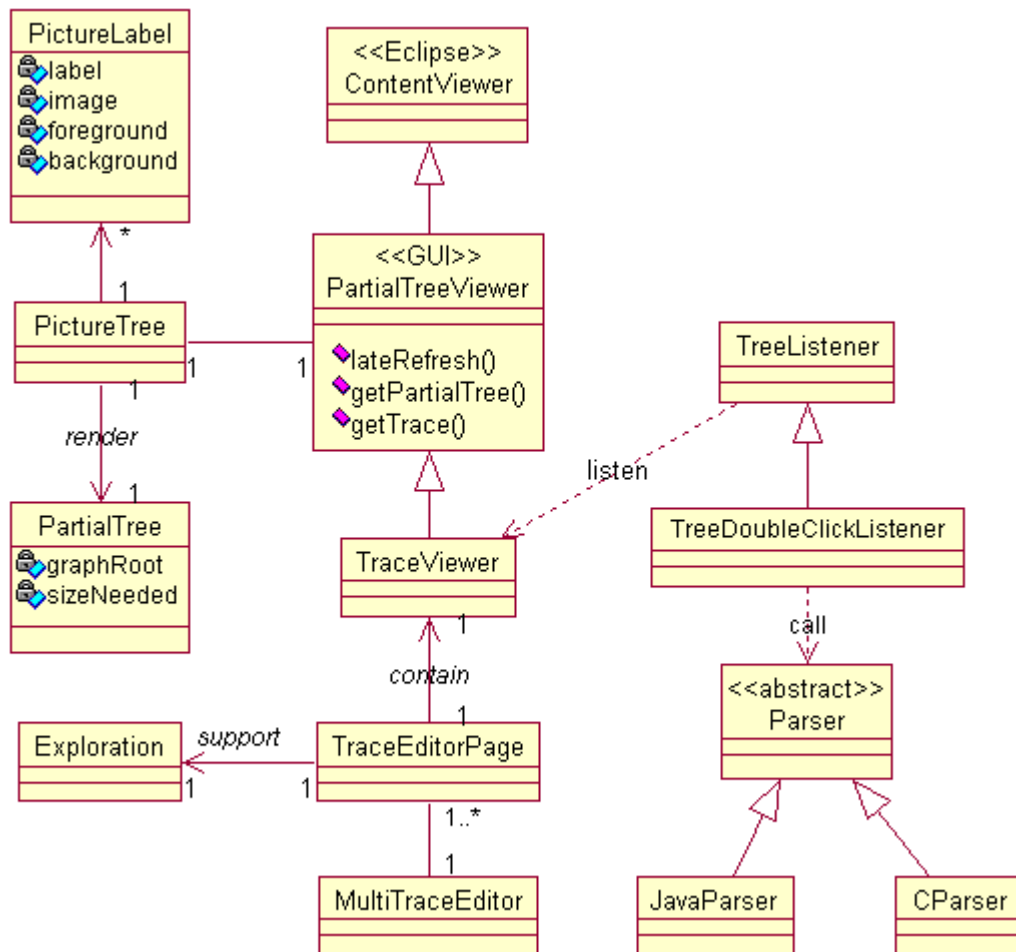 PictureLabel
label
image
foreground
background
<<Eclipse>>
ContentViewer
*
1
PictureTree
1
1
1
<<GUI>>
PartialTreeViewer
lateRefresh()
getPartialTree()
getTrace()
TreeListener
render
1
listen
PartialTree
graphRoot
sizeNeeded
TraceViewer
1
TreeDoubleClickListener
call
contain
1
<<abstract>>
Parser
Exploration
support
1
1
TraceEditorPage
1..*
1
MultiTraceEditor
JavaParser
CParser